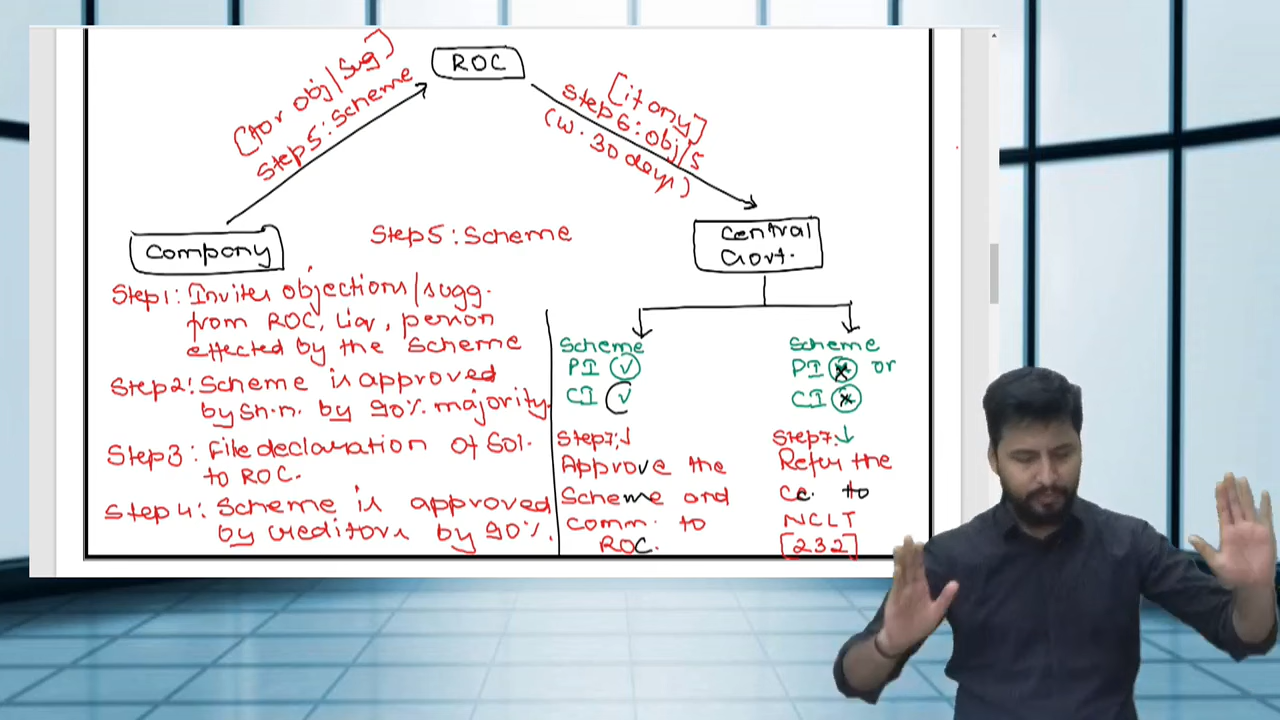 ROC
[for obj/sug]
Step5: Scheme
[if any]
Step6: obj/s
(w. 30 days)
Company
Step5: Scheme
Central
Govt.
Step1: Invites objections/sugg.
from ROC, Liq, person
effected by the Scheme
Step2: Scheme is approved
by sh.h. by 90% majority.
Step3: File declaration of Sol.
to ROC.
Step4: Scheme is approved
by creditors by 90%.
Scheme
PI ✓
CI ✓
Step7:↓
Approve the
Scheme and
comm. to
ROC.
Scheme
PI × or
CI ×
Step7:↓
Refer the
to
NCLT
[232]